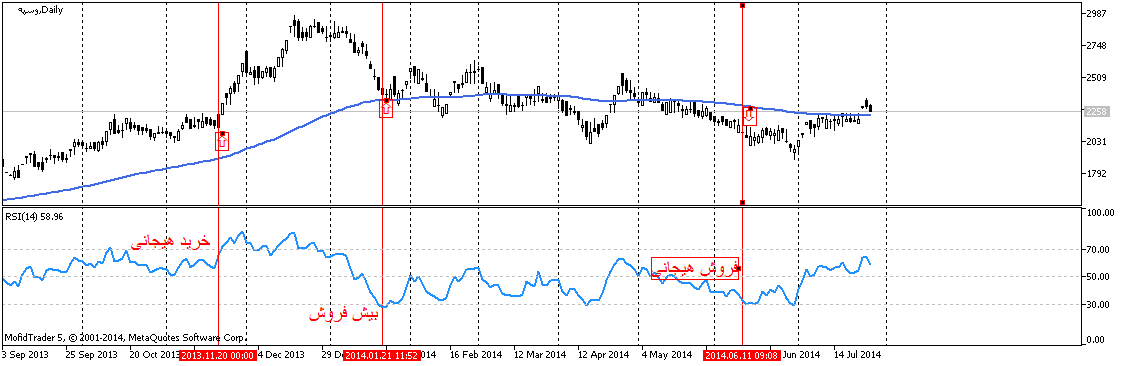 روسپه,Daily
2987
2748
2509
2258
2031
1792
RSI(14) 58.96
100.00
70.00
50.00
30.00
0.00
خرید هیجانی
فروش هیجانی
بیش فروش
MofidTrader 5, © 2001-2014, MetaQuotes Software Corp.
3 Sep 2013
25 Sep 2013
20 Oct 2013
2013.11.20 00:00
4 Dec 2013
29 D
2014.01.21 11:52
2014
16 Feb 2014
12 Mar 2014
12 Apr 2014
4 May 2014
2014.06.11 09:08
Jun 2014
14 Jul 2014